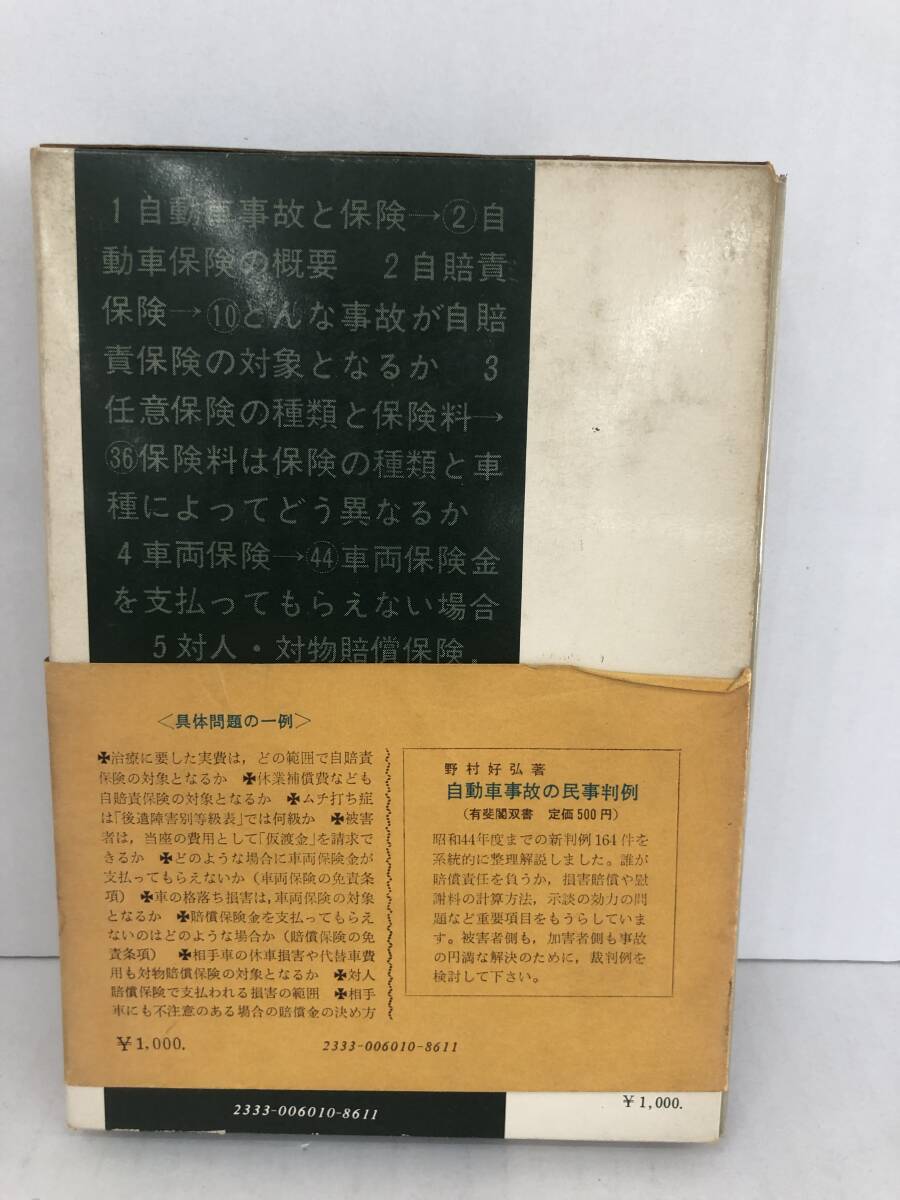 1 自動車事故と保険→②自
動車保険の概要 2 自賠責
保険→⑩どんな事故が自賠
責保険の対象となるか 3
任意保険の種類と保険料→
㊱保険料は保険の種類と車
種によってどう異なるか
4 車両保険→㊹車両保険金
を支払ってもらえない場合
5 対人・対物賠償保険
〈具体問題の一例〉
✠治療に要した実費は，どの範囲で自賠責
保険の対象となるか ✠休業補償費なども
自賠責保険の対象となるか ✠ムチ打ち症
は「後遺障害別等級表」では何級か ✠被害
者は，当座の費用として「仮渡金」を請求で
きるか ✠どのような場合に車両保険金が
支払ってもらえないか（車両保険の免責条
項） ✠車の格落ち損害は，車両保険の対象
となるか ✠賠償保険金を支払ってもらえ
ないのはどのような場合か（賠償保険の免
責条項） ✠相手車の休車損害や代替車費
用も対物賠償保険の対象となるか ✠対人
賠償保険で支払われる損害の範囲 ✠相手
車にも不注意のある場合の賠償金の決め方
野村好弘著
自動車事故の民事判例
（有斐閣双書 定価500円）
昭和44年度までの新判例164件を
系統的に整理解説しました。誰が
賠償責任を負うか，損害賠償や慰
謝料の計算方法，示談の効力の問
題など重要項目をもうらしていま
す。被害者側も，加害者側も事故
の円満な解決のために，裁判例を
検討して下さい。
￥1,000. 2333-006010-8611
2333-006010-8611
￥1,000.